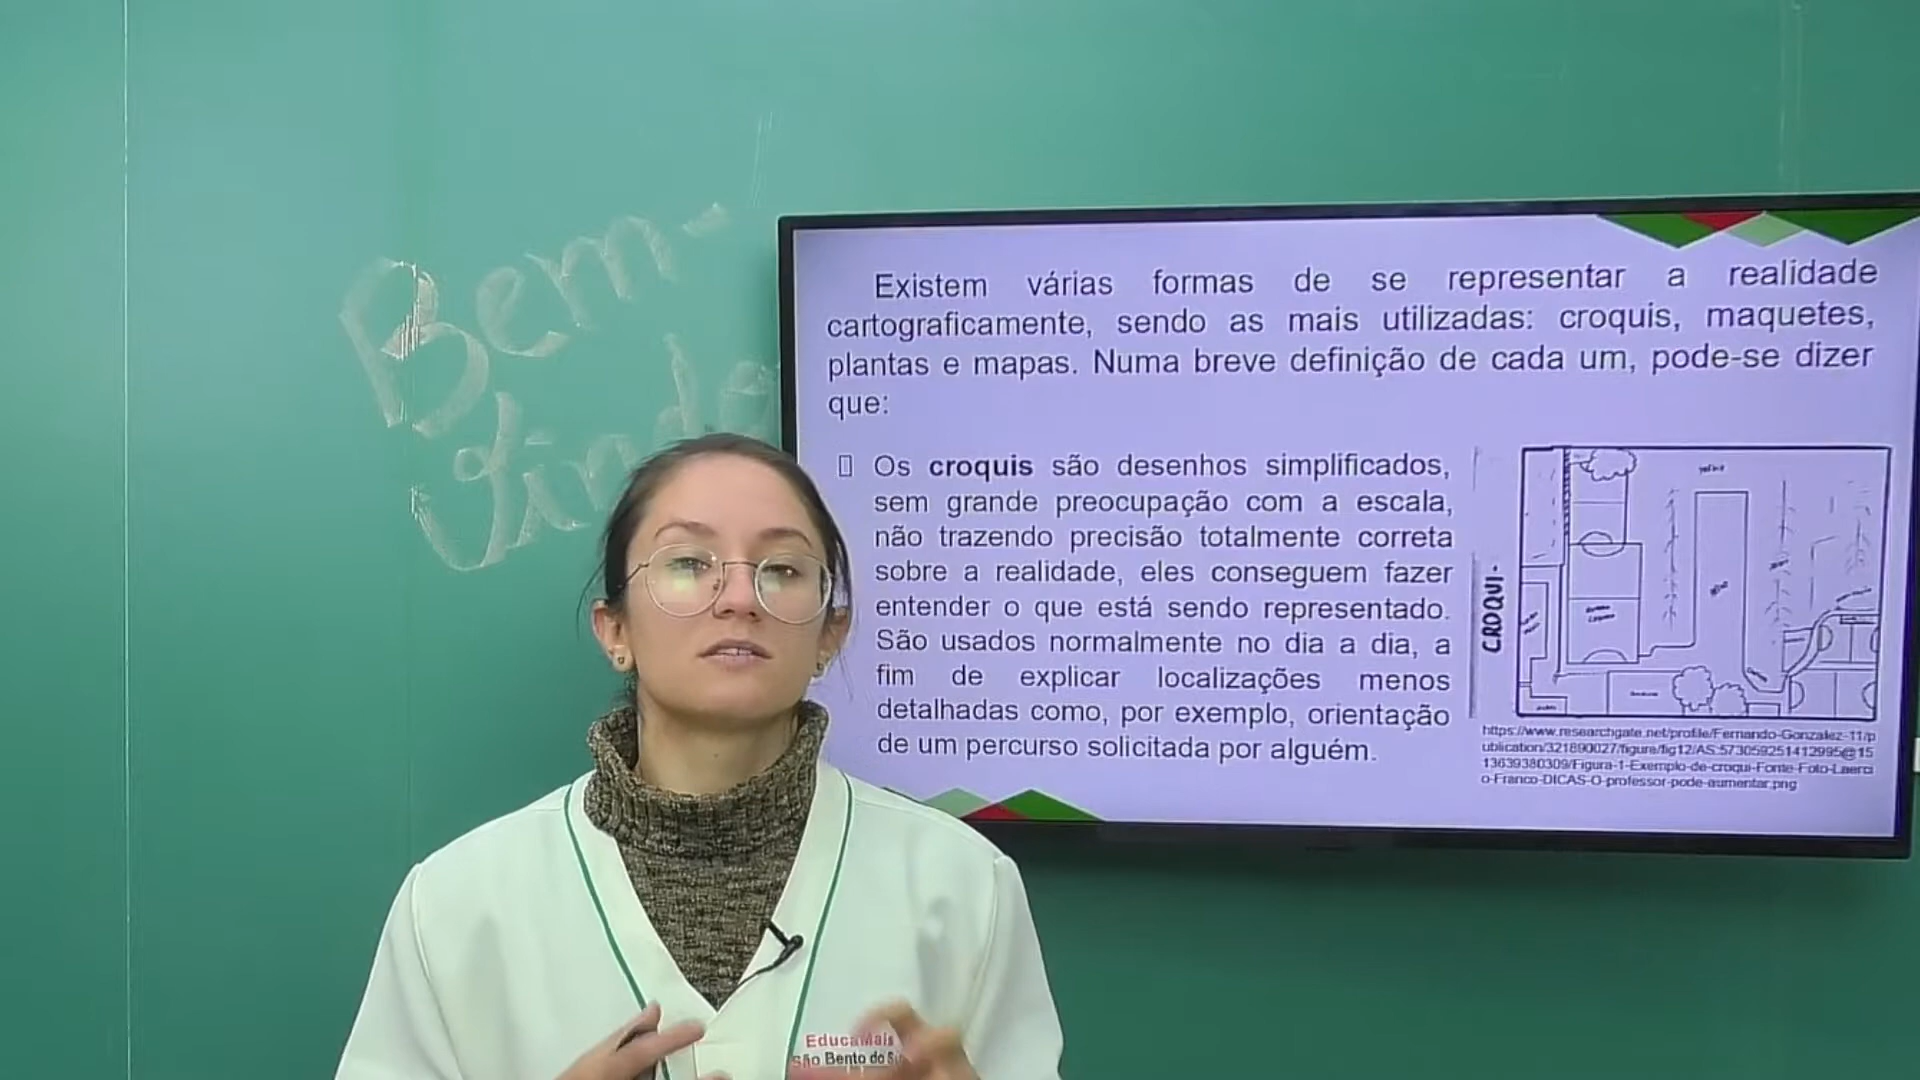 Bem-
Vind
Existem várias formas de se representar a realidade
cartograficamente, sendo as mais utilizadas: croquis, maquetes,
plantas e mapas. Numa breve definição de cada um, pode-se dizer
que:
Os croquis são desenhos simplificados,
sem grande preocupação com a escala,
não trazendo precisão totalmente correta
sobre a realidade, eles conseguem fazer
entender o que está sendo representado.
São usados normalmente no dia a dia, a
fim de explicar localizações menos
detalhadas como, por exemplo, orientação
de um percurso solicitada por alguém.
CROQUI-
https://www.researchgate.net/profile/Fernando-Gonzalez-11/p
ublication/321890027/figure/fig12/AS:573059251412995@15
13639380309/Figura-1-Exemplo-de-croqui-Fonte-Foto-Laerci
o-Franco-DICAS-O-professor-pode-aumentar.png
EducaMais
São Bento do Su